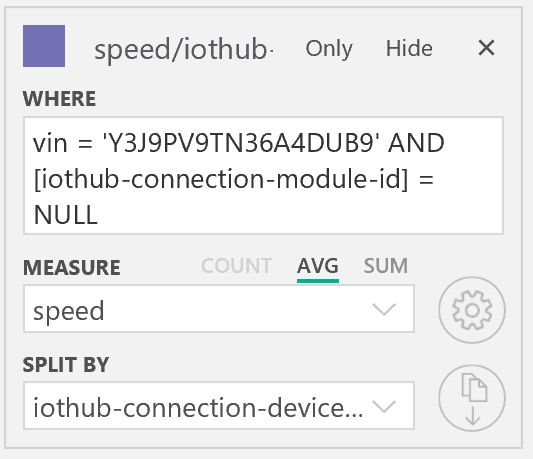 speed/iothub- Only Hide ✕
WHERE
vin = 'Y3J9PV9TN36A4DUB9' AND
[iothub-connection-module-id] =
NULL
MEASURE COUNT AVG SUM
speed
SPLIT BY
iothub-connection-device...